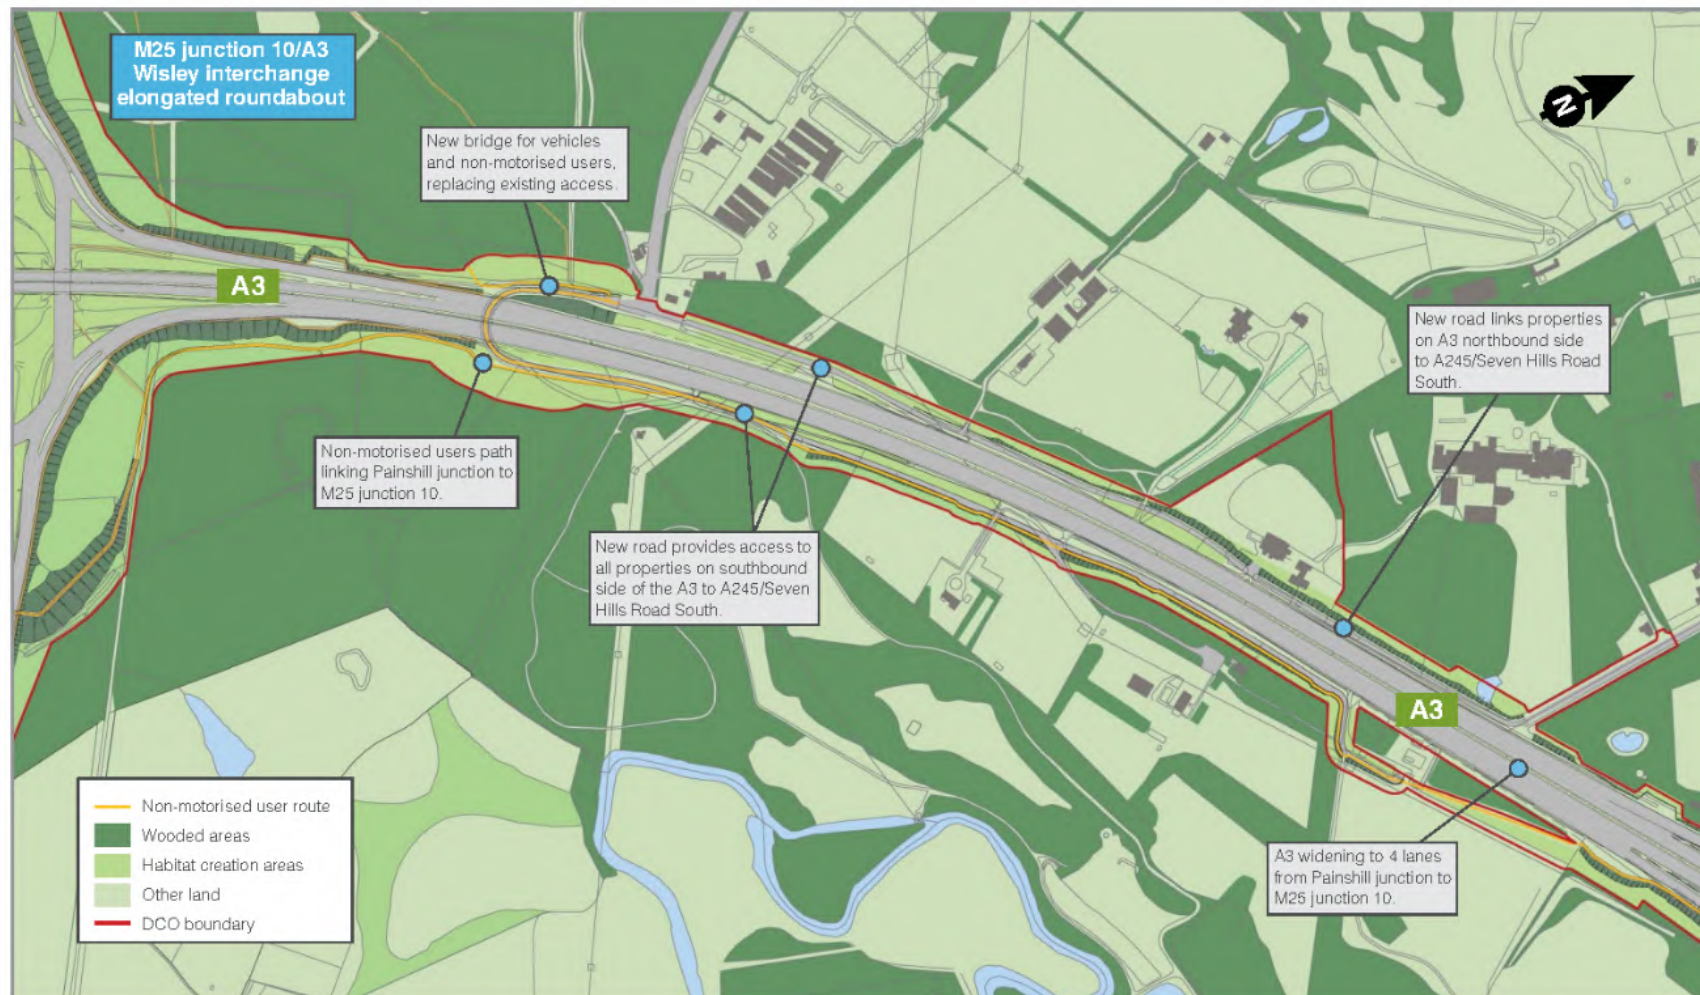 M25 junction 10/A3
Wisley interchange
elongated roundabout
N
New bridge for vehicles
and non-motorised users,
replacing existing access.
A3
New road links properties
on A3 northbound side
to A245/Seven Hills Road
South.
Non-motorised users path
linking Painshill junction to
M25 junction 10.
New road provides access to
all properties on southbound
side of the A3 to A245/Seven
Hills Road South.
A3
A3 widening to 4 lanes
from Painshill junction to
M25 junction 10.
Non-motorised user route
Wooded areas
Habitat creation areas
Other land
DCO boundary